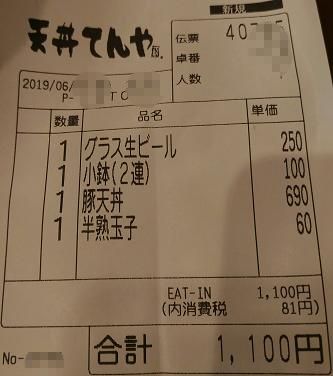 新規
天丼てんや
伝票 40
卓番
人数
2019/06/
P- TC
数量 品名 単価
1 グラス生ビール 250
1 小鉢(2連) 100
1 豚天丼 690
1 半熟玉子 60
EAT-IN 1,100円
(内消費税 81円)
No-
合計 1,100円